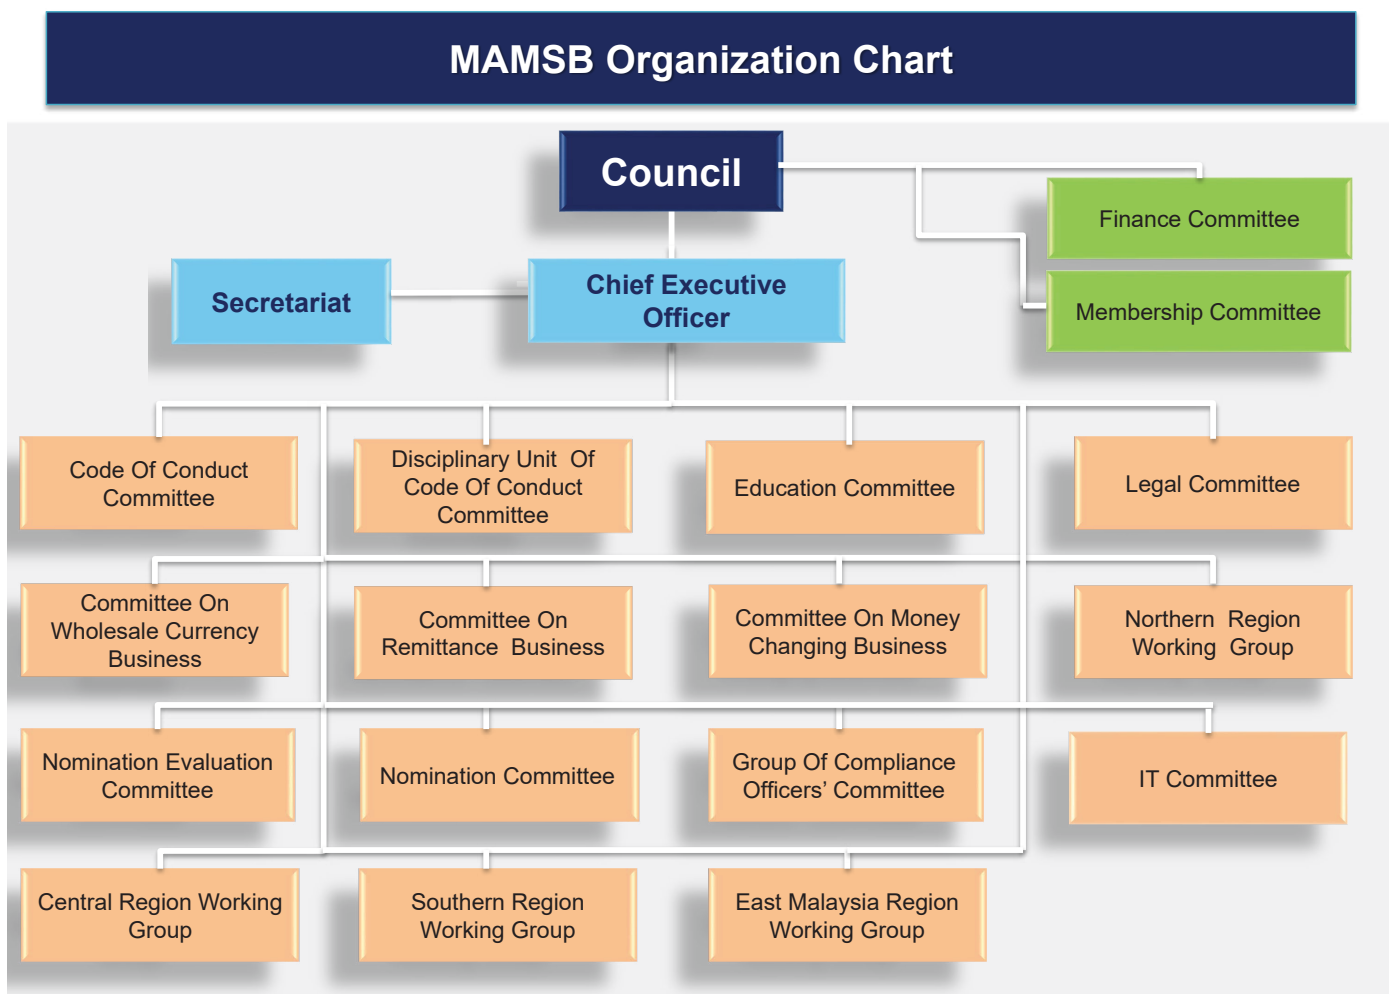 MAMSB Organization Chart
Council
Finance Committee
Secretariat
Chief Executive
Officer
Membership Committee
Code Of Conduct
Committee
Disciplinary Unit Of
Code Of Conduct
Committee
Education Committee
Legal Committee
Committee On
Wholesale Currency
Business
Committee On
Remittance Business
Committee On Money
Changing Business
Northern Region
Working Group
Nomination Evaluation
Committee
Nomination Committee
Group Of Compliance
Officers’ Committee
IT Committee
Central Region Working
Group
Southern Region
Working Group
East Malaysia Region
Working Group